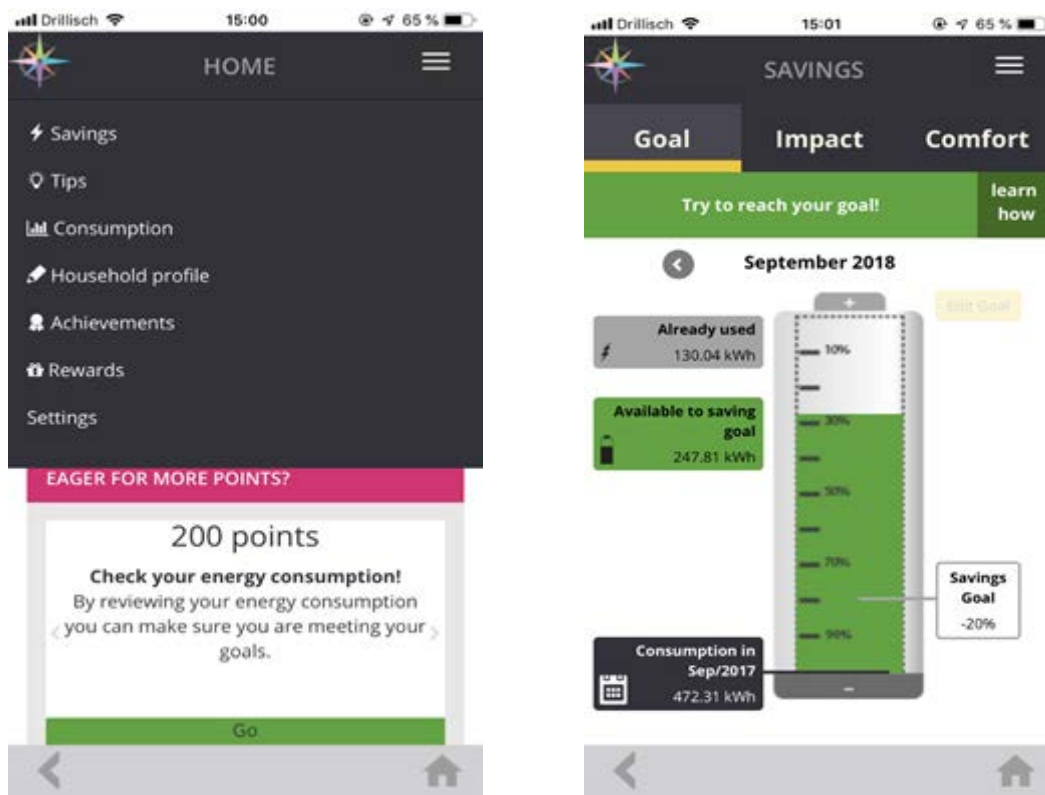 Drillisch 15:00 65 %
HOME
Savings
Tips
Consumption
Household profile
Achievements
Rewards
Settings
EAGER FOR MORE POINTS?
200 points
Check your energy consumption!
By reviewing your energy consumption
you can make sure you are meeting your
goals.
Go
Drillisch 15:01 65 %
SAVINGS
Goal Impact Comfort
Try to reach your goal!
learn
how
September 2018
Edit Goal
Already used
130.04 kWh
Available to saving
goal
247.81 kWh
+
10%
30%
50%
70%
90%
-
Savings
Goal
-20%
Consumption in
Sep/2017
472.31 kWh